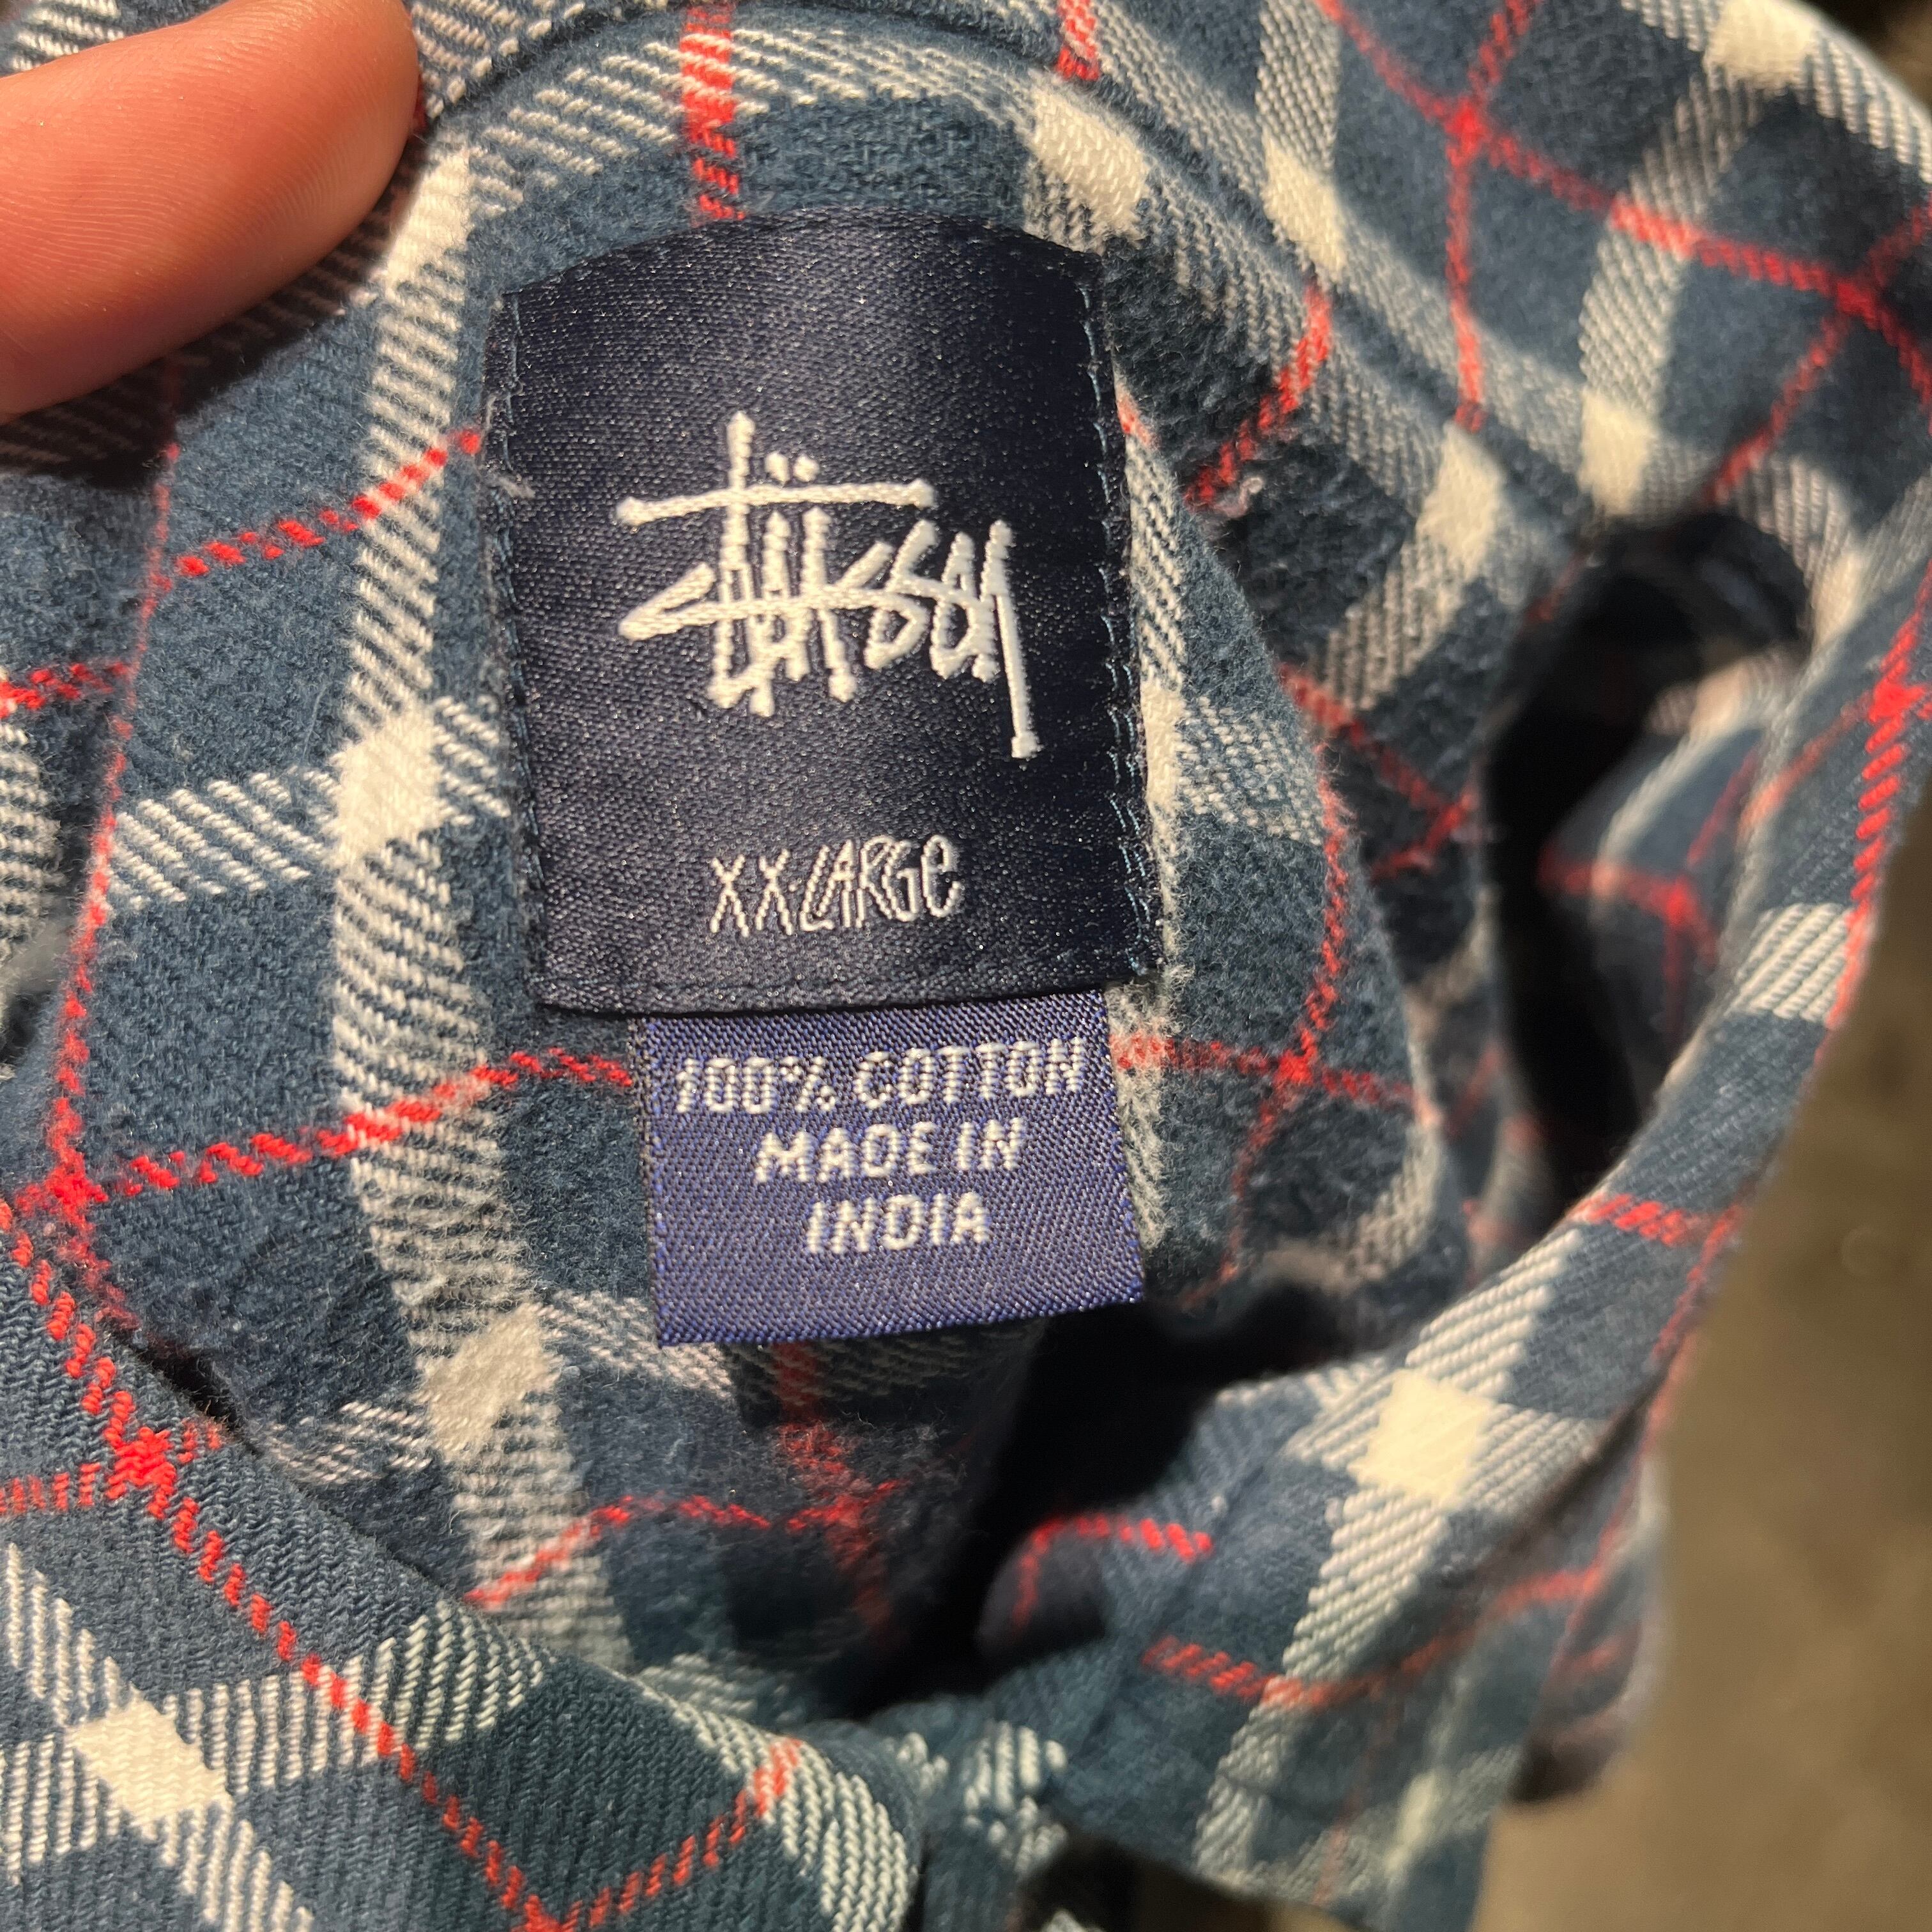 Stüssy
XX-LARGe
100% COTTON
MADE IN
INDIA